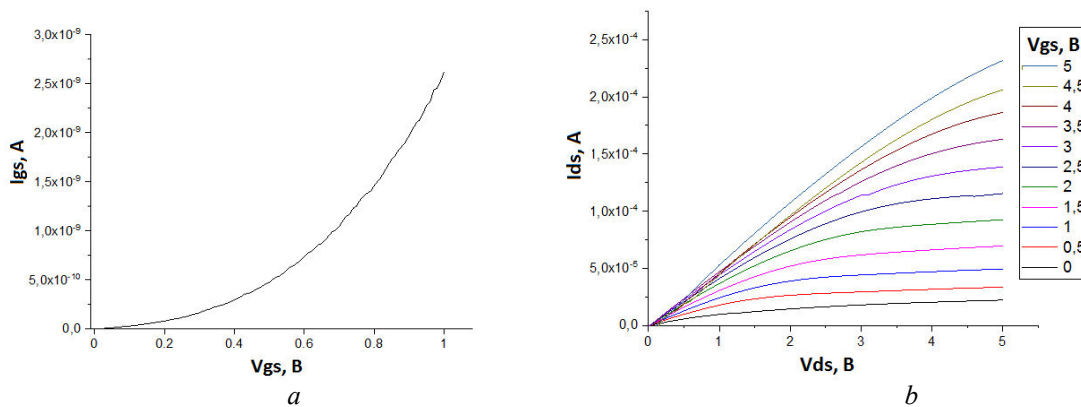 3,0x10⁻⁹
2,5x10⁻⁹
2,0x10⁻⁹
1,5x10⁻⁹
1,0x10⁻⁹
5,0x10⁻¹⁰
0,0
Igs, A
0 0.2 0.4 0.6 0.8 1
Vgs, B
a
2,5x10⁻⁴
2,0x10⁻⁴
1,5x10⁻⁴
1,0x10⁻⁴
5,0x10⁻⁵
0,0
Ids, A
0 1 2 3 4 5
Vds, B
Vgs, B
5
4,5
4
3,5
3
2,5
2
1,5
1
0,5
0
b